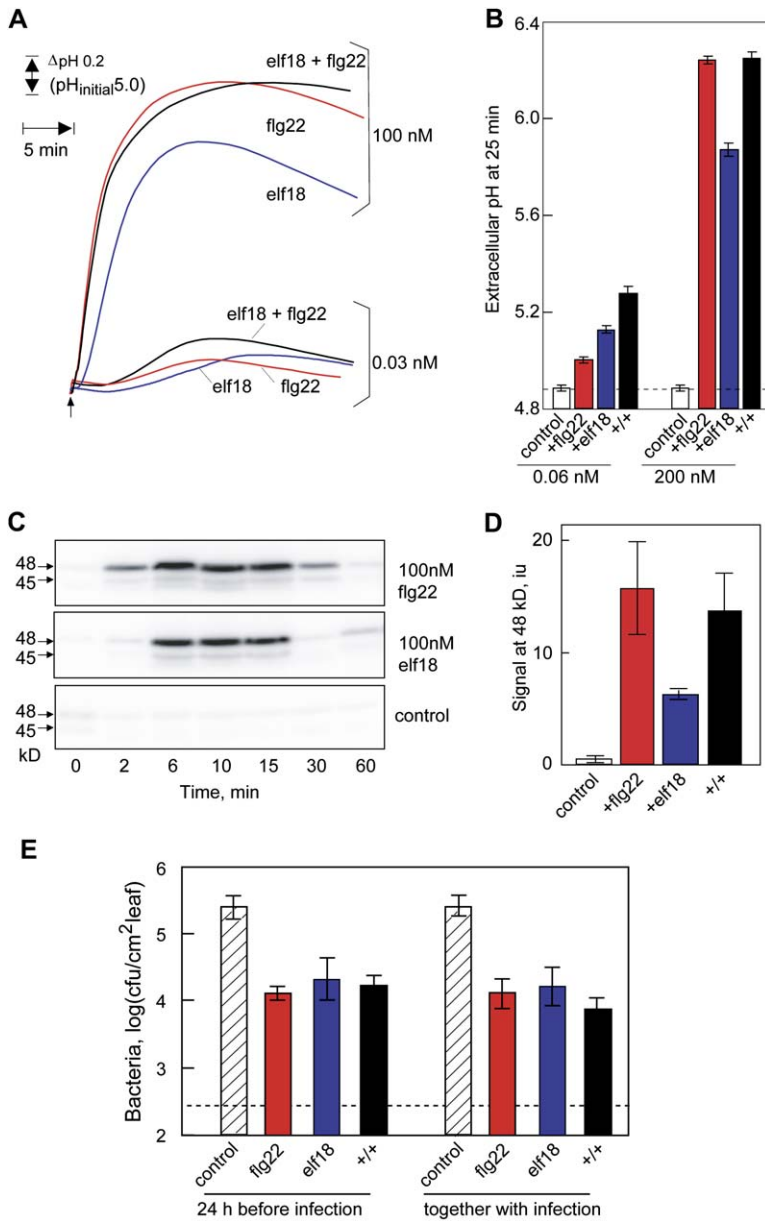 A
ΔpH 0.2
(pHinitial5.0)
5 min
elf18 + flg22
flg22
elf18
100 nM
elf18 + flg22
elf18
flg22
0.03 nM
B
Extracellular pH at 25 min
6.4
6.0
5.6
5.2
4.8
control
+flg22
+elf18
+/+
control
+flg22
+elf18
+/+
0.06 nM
200 nM
C
48
45
100nM
flg22
48
45
100nM
elf18
48
45
control
kD
0 2 6 10 15 30 60
Time, min
D
Signal at 48 kD, iu
20
10
0
control
+flg22
+elf18
+/+
E
Bacteria, log(cfu/cm²leaf)
6
5
4
3
2
control
flg22
elf18
+/+
control
flg22
elf18
+/+
24 h before infection
together with infection